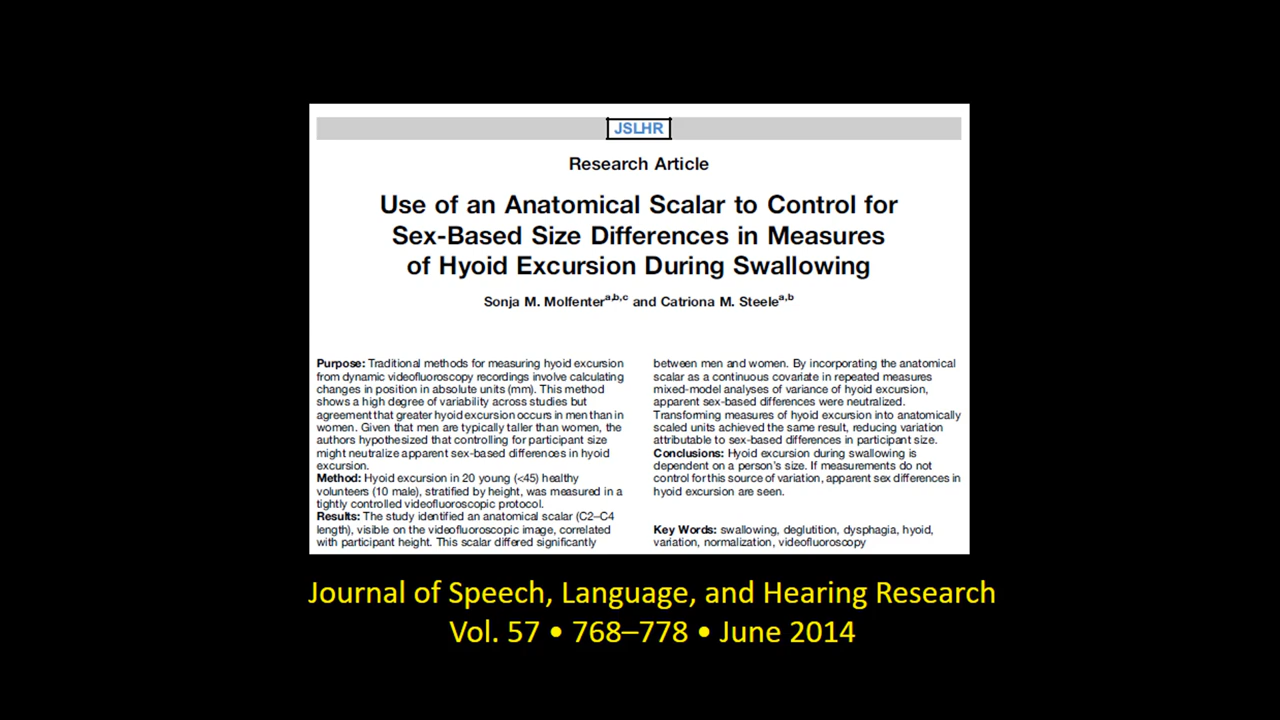 JSLHR
Research Article
Use of an Anatomical Scalar to Control for
Sex-Based Size Differences in Measures
of Hyoid Excursion During Swallowing
Sonja M. Molfenter^a,b,c and Catriona M. Steele^a,b
Purpose: Traditional methods for measuring hyoid excursion
from dynamic videofluoroscopy recordings involve calculating
changes in position in absolute units (mm). This method
shows a high degree of variability across studies but
agreement that greater hyoid excursion occurs in men than in
women. Given that men are typically taller than women, the
authors hypothesized that controlling for participant size
might neutralize apparent sex-based differences in hyoid
excursion.
Method: Hyoid excursion in 20 young (<45) healthy
volunteers (10 male), stratified by height, was measured in a
tightly controlled videofluoroscopic protocol.
Results: The study identified an anatomical scalar (C2–C4
length), visible on the videofluoroscopic image, correlated
with participant height. This scalar differed significantly
between men and women. By incorporating the anatomical
scalar as a continuous covariate in repeated measures
mixed-model analyses of variance of hyoid excursion,
apparent sex-based differences were neutralized.
Transforming measures of hyoid excursion into anatomically
scaled units achieved the same result, reducing variation
attributable to sex-based differences in participant size.
Conclusions: Hyoid excursion during swallowing is
dependent on a person's size. If measurements do not
control for this source of variation, apparent sex differences in
hyoid excursion are seen.
Key Words: swallowing, deglutition, dysphagia, hyoid,
variation, normalization, videofluoroscopy
Journal of Speech, Language, and Hearing Research
Vol. 57 • 768–778 • June 2014